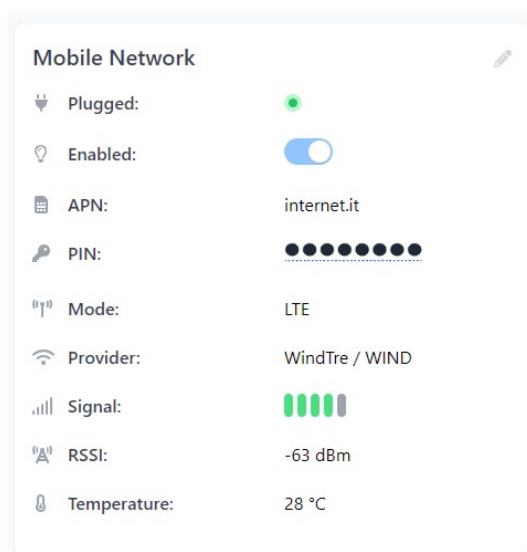 Mobile Network
Plugged:
Enabled:
APN: internet.it
PIN: ●●●●●●●●
Mode: LTE
Provider: WindTre / WIND
Signal:
RSSI: -63 dBm
Temperature: 28 °C